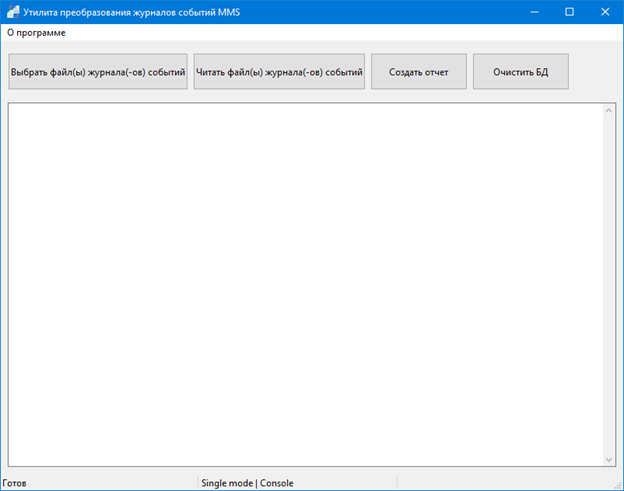 Утилита преобразования журналов событий MMS
О программе
Выбрать файл(ы) журнала(-ов) событий Читать файл(ы) журнала(-ов) событий Создать отчет Очистить БД
Готов Single mode | Console